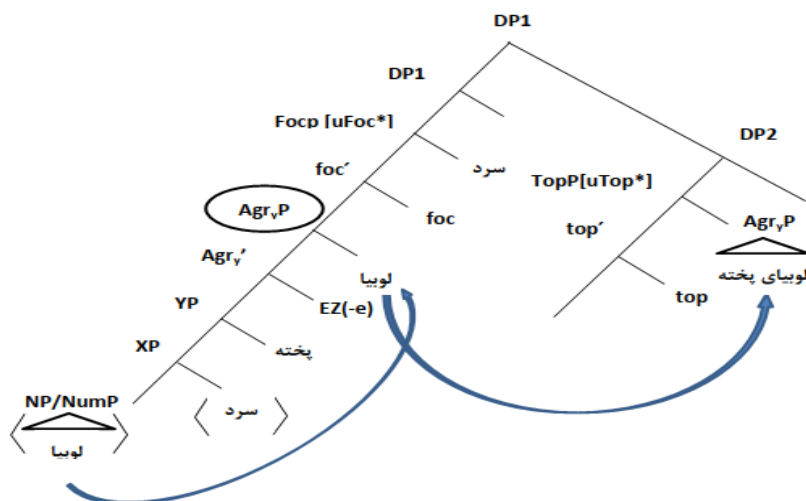 DP1
DP1
Focp [uFoc*]
DP2
foc′
سرد
TopP[uTop*]
AgrᵧP
foc
top′
AgrᵧP
Agrᵧ’
لوبیا
لوبیای پخته
YP
EZ(-e)
top
XP
پخته
NP/NumP
〈 سرد 〉
〈 لوبیا 〉